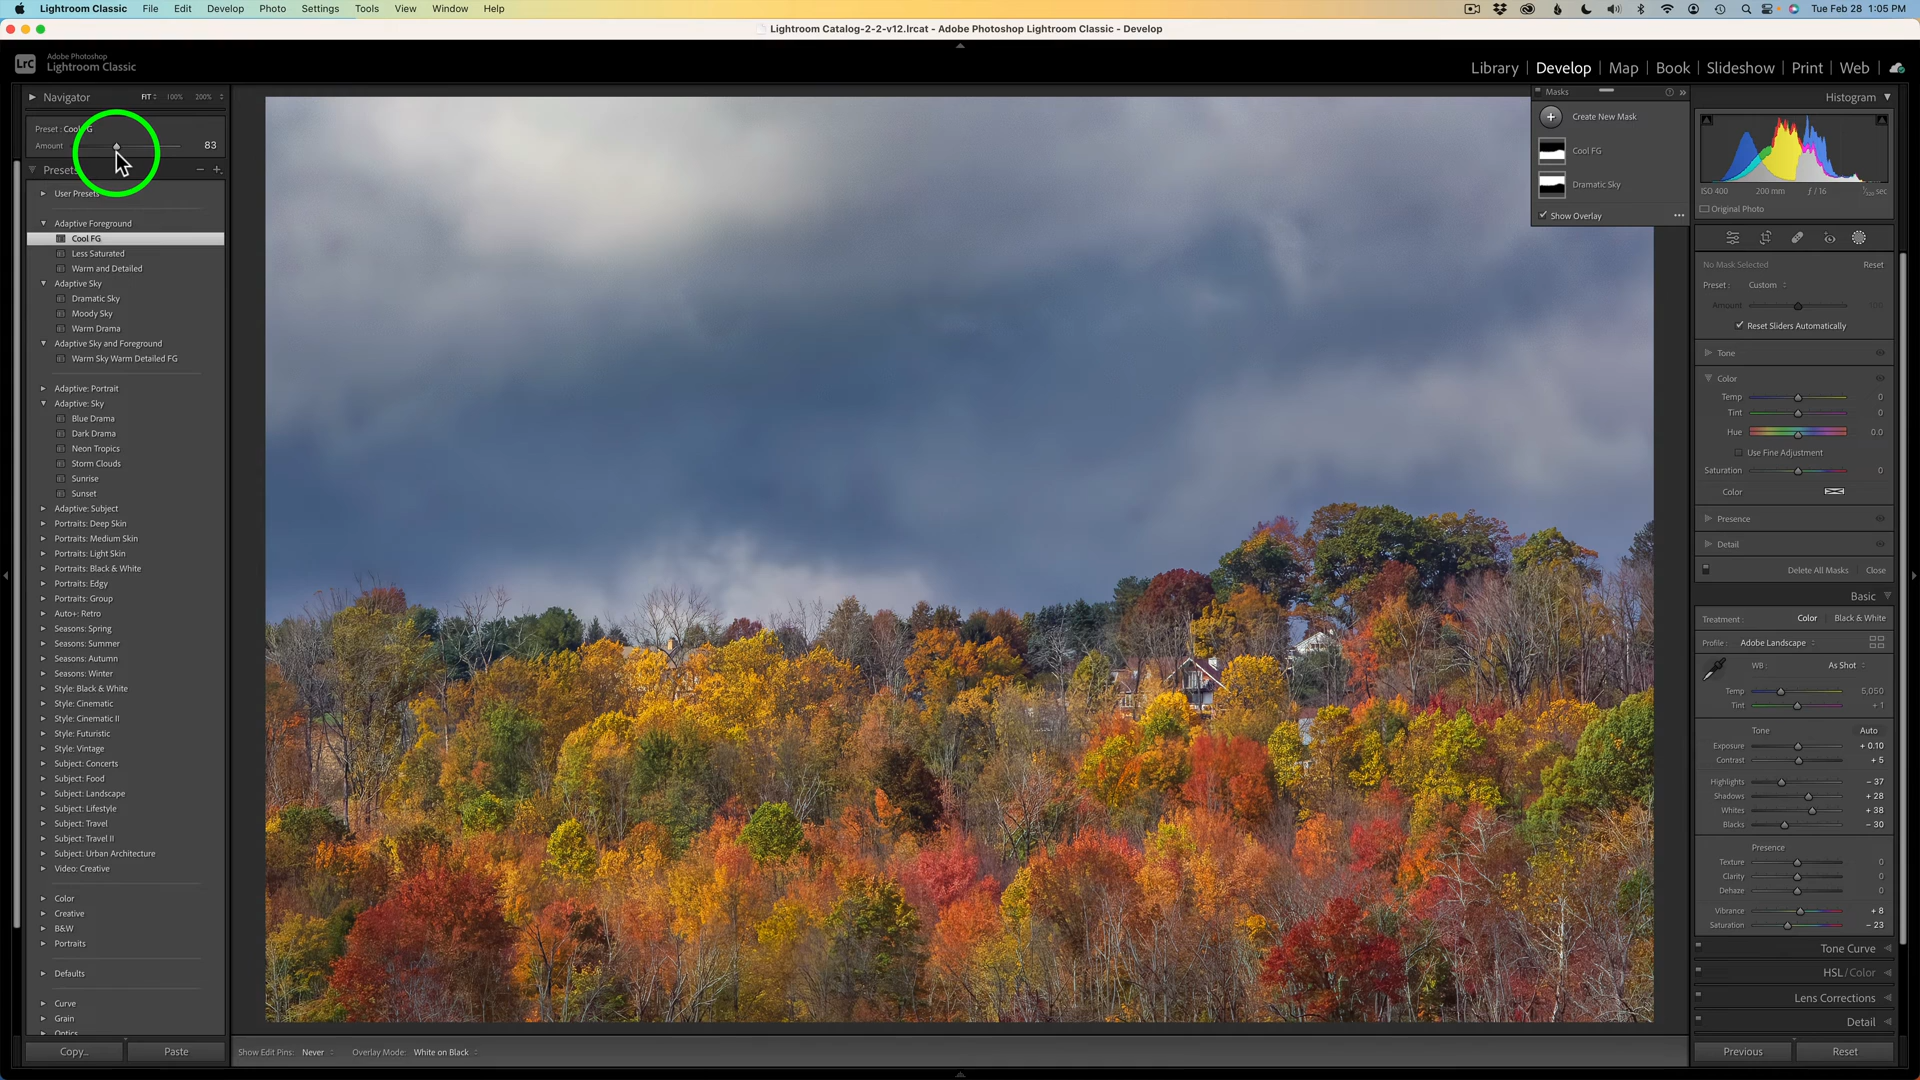 Lightroom Classic File Edit Develop Photo Settings Tools View Window Help
Tue Feb 28 1:05 PM
Lightroom Catalog-2-2-v12.lrcat - Adobe Photoshop Lightroom Classic - Develop
LrC
Adobe Photoshop
Lightroom Classic
Library | Develop | Map | Book | Slideshow | Print | Web
Navigator FIT 100% 200%
Preset : Cool FG
Amount 83
Presets
User Presets
Adaptive Foreground
Cool FG
Less Saturated
Warm and Detailed
Adaptive Sky
Dramatic Sky
Moody Sky
Warm Drama
Adaptive Sky and Foreground
Warm Sky Warm Detailed FG
Adaptive: Portrait
Adaptive: Sky
Blue Drama
Dark Drama
Neon Tropics
Storm Clouds
Sunrise
Sunset
Adaptive: Subject
Portraits: Deep Skin
Portraits: Medium Skin
Portraits: Light Skin
Portraits: Black & White
Portraits: Edgy
Portraits: Group
Auto+: Retro
Seasons: Spring
Seasons: Summer
Seasons: Autumn
Seasons: Winter
Style: Black & White
Style: Cinematic
Style: Cinematic II
Style: Futuristic
Style: Vintage
Subject: Concerts
Subject: Food
Subject: Landscape
Subject: Lifestyle
Subject: Travel
Subject: Travel II
Subject: Urban Architecture
Video: Creative
Color
Creative
B&W
Portraits
Defaults
Curve
Grain
Optics
Copy... Paste
Show Edit Pins: Never Overlay Mode: White on Black
Masks
Create New Mask
Cool FG
Dramatic Sky
Show Overlay
Histogram
ISO 400 200 mm ƒ / 16 sec
Original Photo
No Mask Selected Reset
Preset : Custom
Amount 100
Reset Sliders Automatically
Tone
Color
Temp 0
Tint 0
Hue 0.0
Use Fine Adjustment
Saturation 0
Color
Presence
Detail
Delete All Masks Close
Basic
Treatment : Color Black & White
Profile : Adobe Landscape
WB : As Shot
Temp 5,050
Tint + 1
Tone Auto
Exposure + 0.10
Contrast + 5
Highlights − 37
Shadows + 28
Whites + 38
Blacks − 30
Presence
Texture 0
Clarity 0
Dehaze 0
Vibrance + 8
Saturation − 23
Tone Curve
HSL / Color
Lens Corrections
Detail
Previous Reset